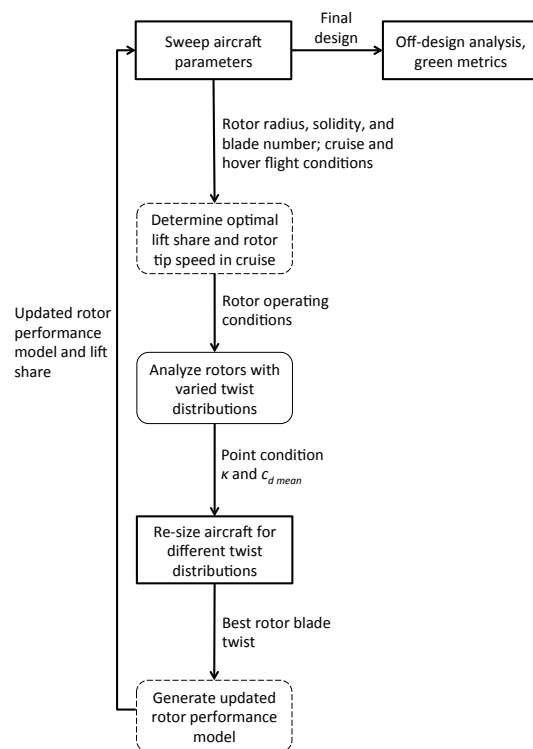 Sweep aircraft
parameters
Final
design
Off-design analysis,
green metrics
Rotor radius, solidity, and
blade number; cruise and
hover flight conditions
Determine optimal
lift share and rotor
tip speed in cruise
Rotor operating
conditions
Updated rotor
performance
model and lift
share
Analyze rotors with
varied twist
distributions
Point condition
κ and c_{d mean}
Re-size aircraft for
different twist
distributions
Best rotor blade
twist
Generate updated
rotor performance
model